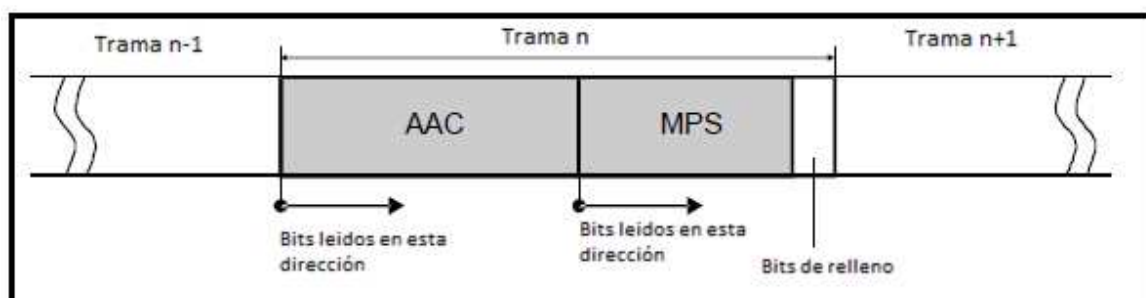 Trama n-1
Trama n
Trama n+1
AAC
MPS
Bits leidos en esta
dirección
Bits leidos en esta
dirección
Bits de relleno